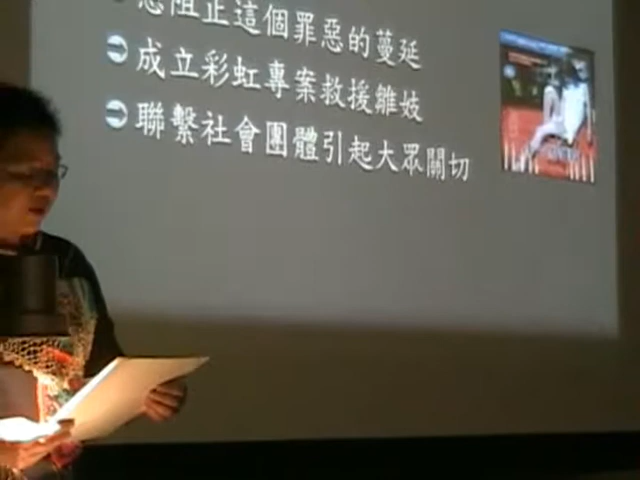 阻止這個罪惡的蔓延
成立彩虹專案救援雛妓
聯繫社會團體引起大眾關切